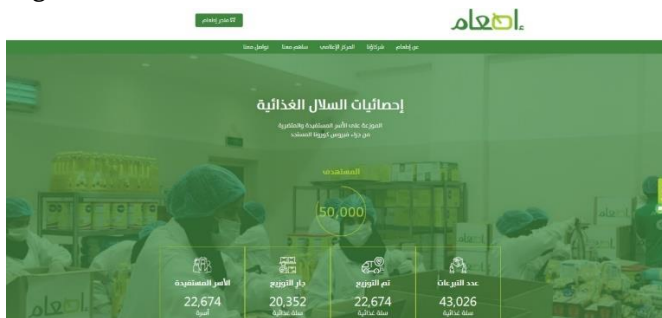 إطعام
متجر إطعام
عن إطعام شركاؤنا المركز الإعلامي ساهم معنا تواصل معنا
إحصائيات السلال الغذائية
الموزعة على الأسر المستفيدة والمتضررة
من جراء فيروس كورونا المستجد
المستهدف
50,000
عدد التبرعات تم التوزيع جار التوزيع الأسر المستفيدة
43,026 22,674 20,352 22,674
سلة غذائية سلة غذائية سلة غذائية أسرة